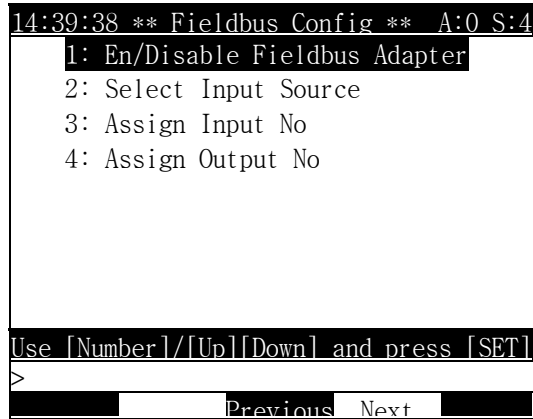 14:39:38 ** Fieldbus Config ** A:0 S:4
1: En/Disable Fieldbus Adapter
2: Select Input Source
3: Assign Input No
4: Assign Output No
Use [Number]/[Up][Down] and press [SET]
>
Previous Next